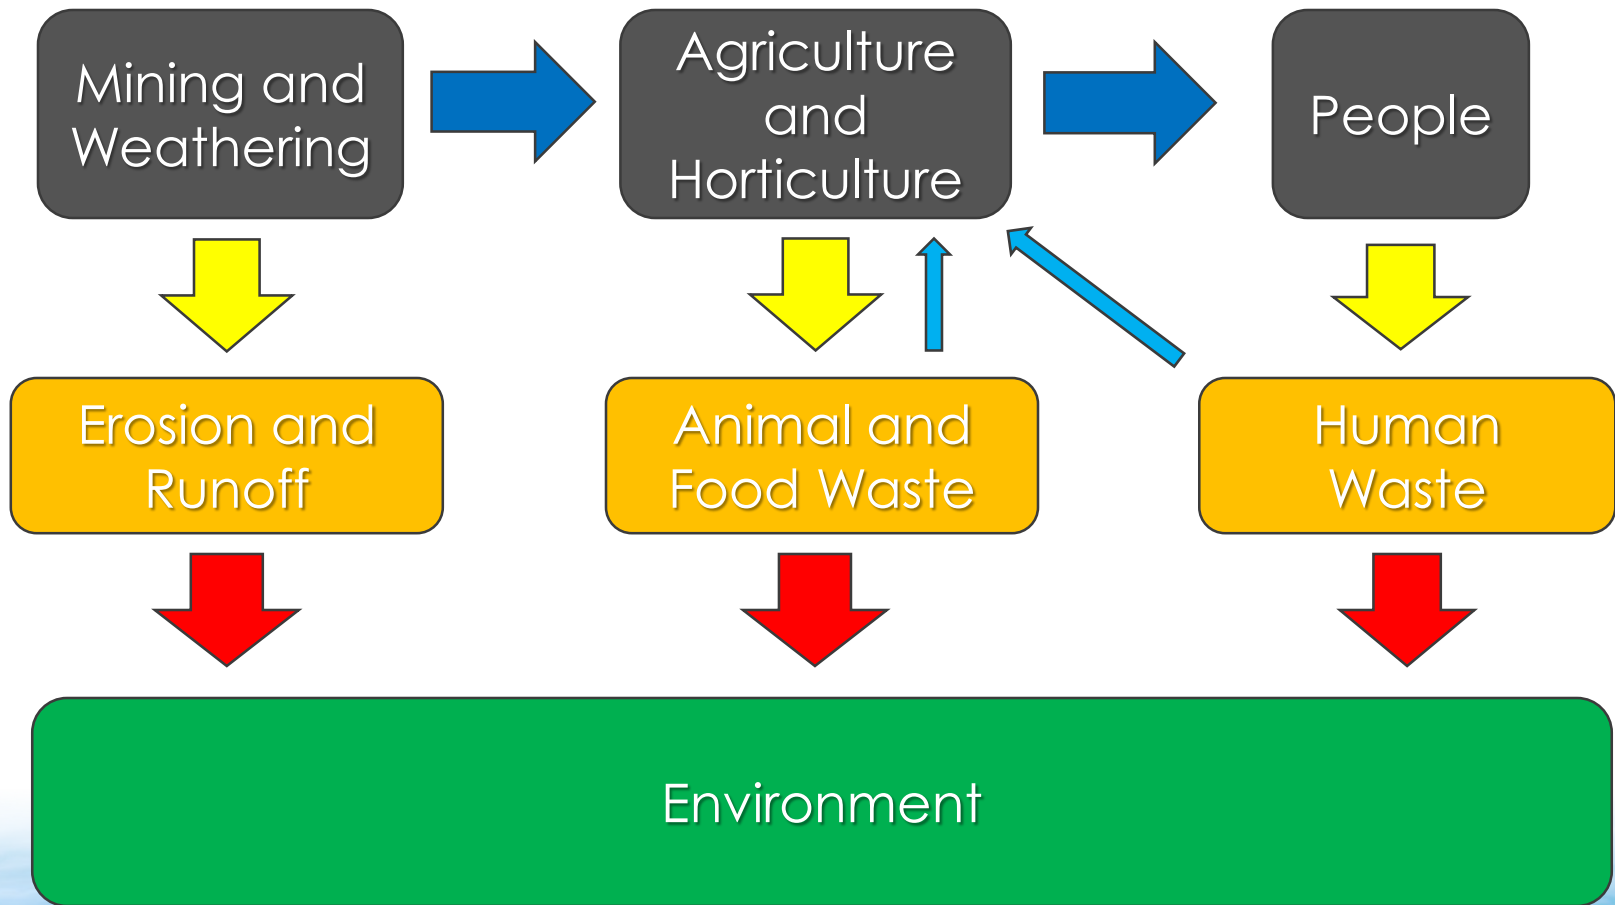 Mining and
Weathering
Agriculture
and
Horticulture
People
Erosion and
Runoff
Animal and
Food Waste
Human
Waste
Environment